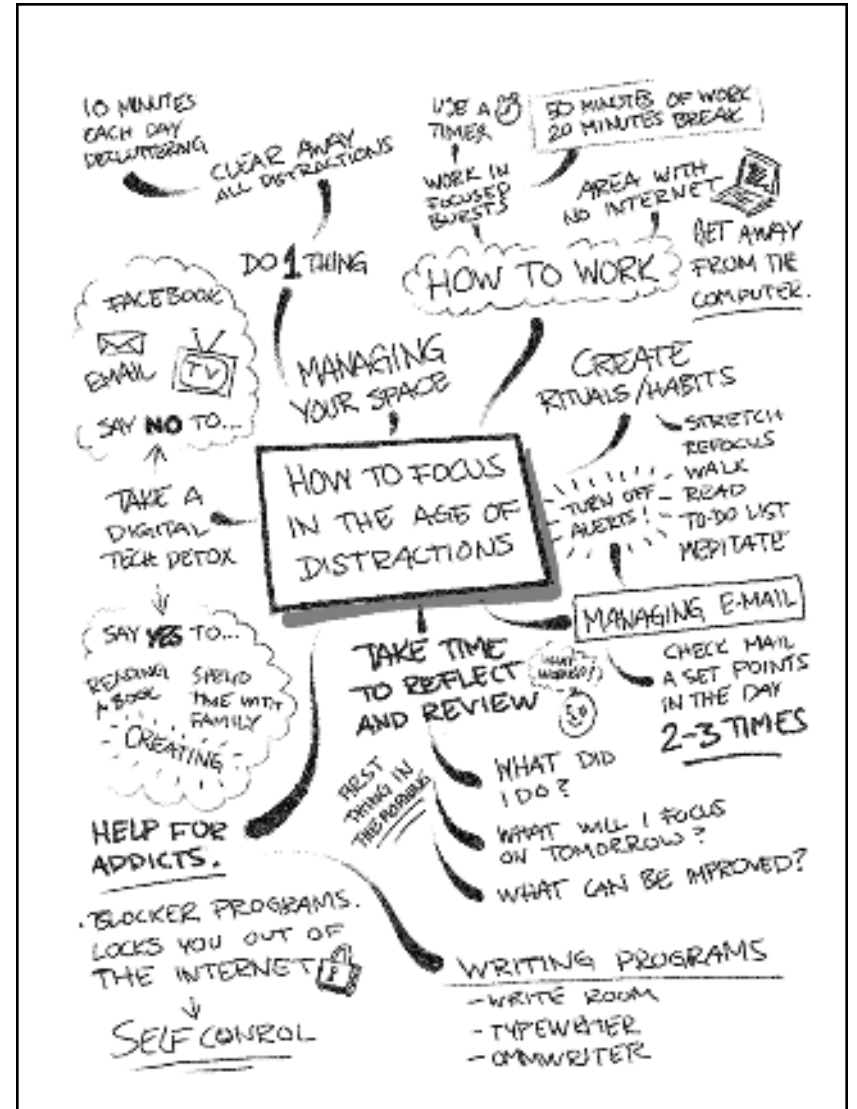 10 MINUTES
EACH DAY
DECLUTTERING
CLEAR AWAY
ALL DISTRACTIONS
DO 1 THING
MANAGING
YOUR SPACE
USE A
TIMER
50 MINUTES OF WORK
20 MINUTES BREAK
WORK IN
FOCUSED
BURSTS
AREA WITH
NO INTERNET
GET AWAY
FROM THE
COMPUTER.
HOW TO WORK
FACEBOOK
EMAIL
TV
SAY NO TO...
TAKE A
DIGITAL
TECH DETOX
SAY YES TO...
READING
A BOOK
SPEND
TIME WITH
FAMILY
CREATING
HOW TO FOCUS
IN THE AGE OF
DISTRACTIONS
CREATE
RITUALS/HABITS
STRETCH
REFOCUS
WALK
READ
TO-DO LIST
MEDITATE
TURN OFF
ALERTS!
MANAGING E-MAIL
CHECK MAIL
A SET POINTS
IN THE DAY
2-3 TIMES
TAKE TIME
TO REFLECT
AND REVIEW
WHAT
WORKED?
FIRST
THING IN
THE MORNING
WHAT DID
I DO?
WHAT WILL I FOCUS
ON TOMORROW?
WHAT CAN BE IMPROVED?
HELP FOR
ADDICTS.
. BLOCKER PROGRAMS.
LOCKS YOU OUT OF
THE INTERNET
SELF CONROL
WRITING PROGRAMS
- WRITE ROOM
- TYPEWRITER
- OMMWRITER